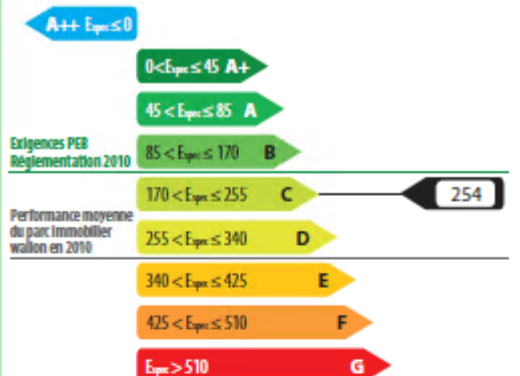 A++ Espec ≤ 0
0 < Espec ≤ 45 A+
45 < Espec ≤ 85 A
Exigences PEB
Réglementation 2010
85 < Espec ≤ 170 B
170 < Espec ≤ 255 C
254
Performance moyenne
du parc immobilier
wallon en 2010
255 < Espec ≤ 340 D
340 < Espec ≤ 425 E
425 < Espec ≤ 510 F
Espec > 510 G